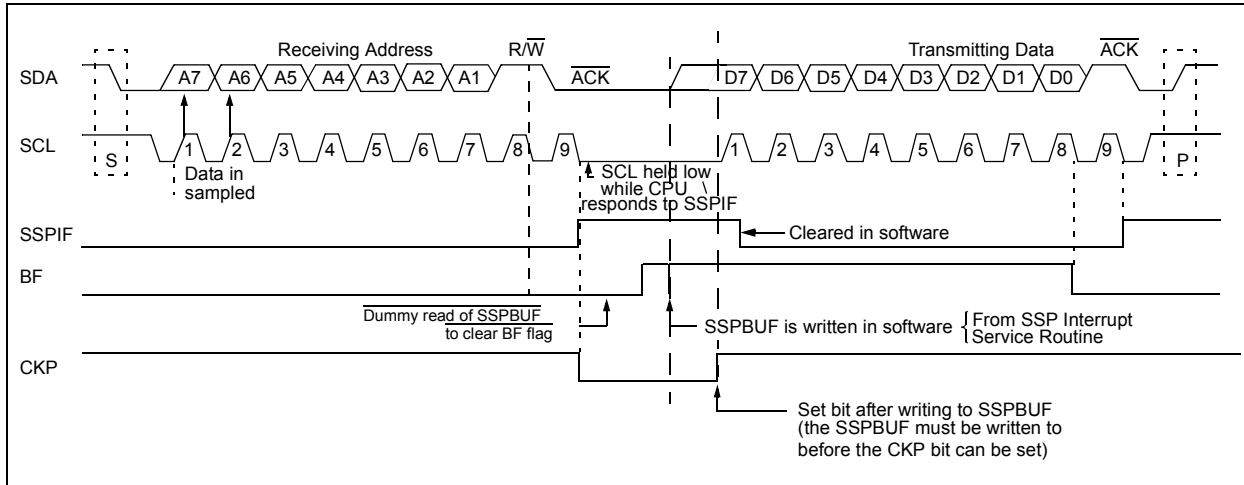 Receiving Address R/W Transmitting Data ACK
SDA A7 A6 A5 A4 A3 A2 A1 ACK D7 D6 D5 D4 D3 D2 D1 D0
SCL S 1 2 3 4 5 6 7 8 9 1 2 3 4 5 6 7 8 9 P
Data in
sampled
SCL held low
while CPU
responds to SSPIF
SSPIF
Cleared in software
BF
Dummy read of SSPBUF
to clear BF flag
SSPBUF is written in software { From SSP Interrupt
Service Routine
CKP
Set bit after writing to SSPBUF
(the SSPBUF must be written to
before the CKP bit can be set)